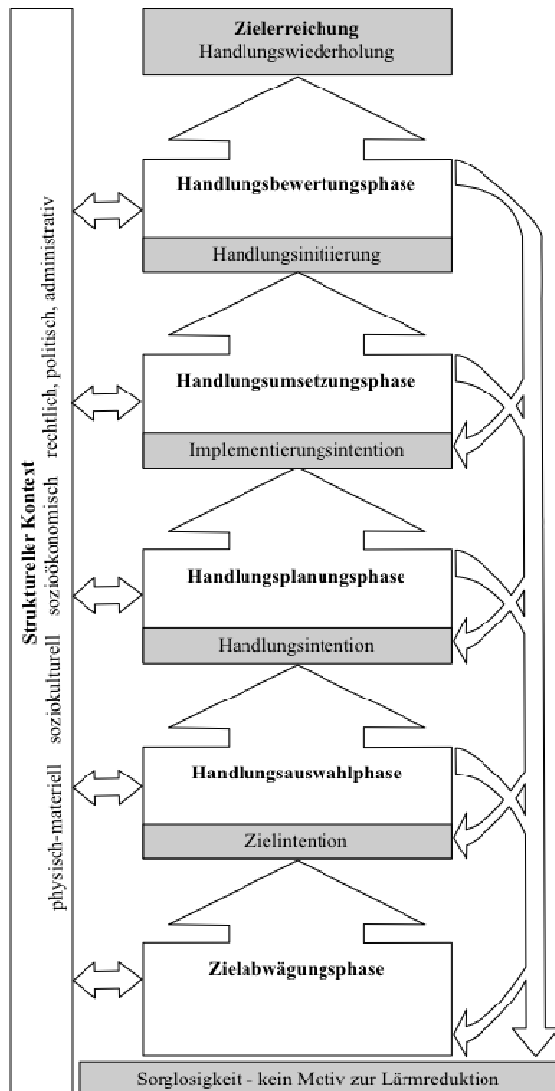 Zielerreichung
Handlungswiederholung
Handlungsbewertungsphase
Handlungsinitiierung
Handlungsumsetzungsphase
Implementierungsintention
Handlungsplanungsphase
Handlungsintention
Handlungsauswahlphase
Zielintention
Zielabwägungsphase
Sorglosigkeit - kein Motiv zur Lärmreduktion
Struktureller Kontext
physisch-materiell soziokulturell sozioökonomisch rechtlich, politisch, administrativ